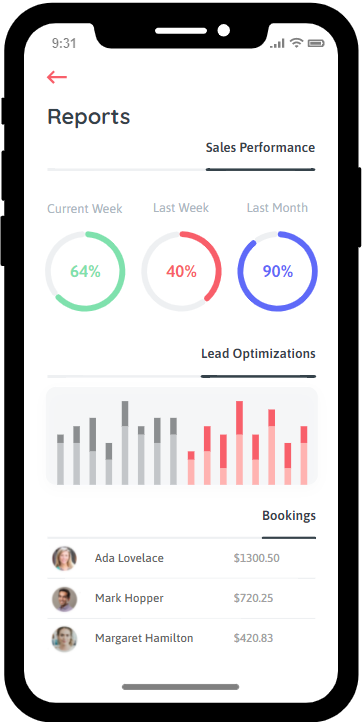 9:31
Reports
Sales Performance
Current Week Last Week Last Month
64% 40% 90%
Lead Optimizations
Bookings
Ada Lovelace $1300.50
Mark Hopper $720.25
Margaret Hamilton $420.83